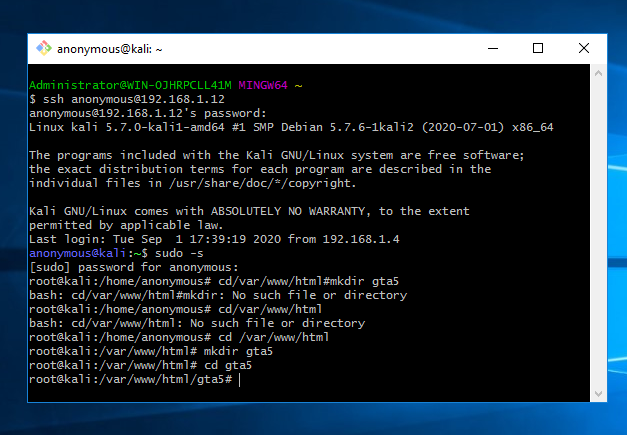 anonymous@kali: ~
Administrator@WIN-OJHRPCLL41M MINGW64 ~
$ ssh anonymous@192.168.1.12
anonymous@192.168.1.12's password:
Linux kali 5.7.0-kali1-amd64 #1 SMP Debian 5.7.6-1kali2 (2020-07-01) x86_64
The programs included with the Kali GNU/Linux system are free software;
the exact distribution terms for each program are described in the
individual files in /usr/share/doc/*/copyright.
Kali GNU/Linux comes with ABSOLUTELY NO WARRANTY, to the extent
permitted by applicable law.
Last login: Tue Sep  1 17:39:19 2020 from 192.168.1.4
anonymous@kali:~$ sudo -s
[sudo] password for anonymous:
root@kali:/home/anonymous# cd/var/www/html#mkdir gta5
bash: cd/var/www/html#mkdir: No such file or directory
root@kali:/home/anonymous# cd/var/www/html
bash: cd/var/www/html: No such file or directory
root@kali:/home/anonymous# cd /var/www/html
root@kali:/var/www/html# mkdir gta5
root@kali:/var/www/html# cd gta5
root@kali:/var/www/html/gta5#